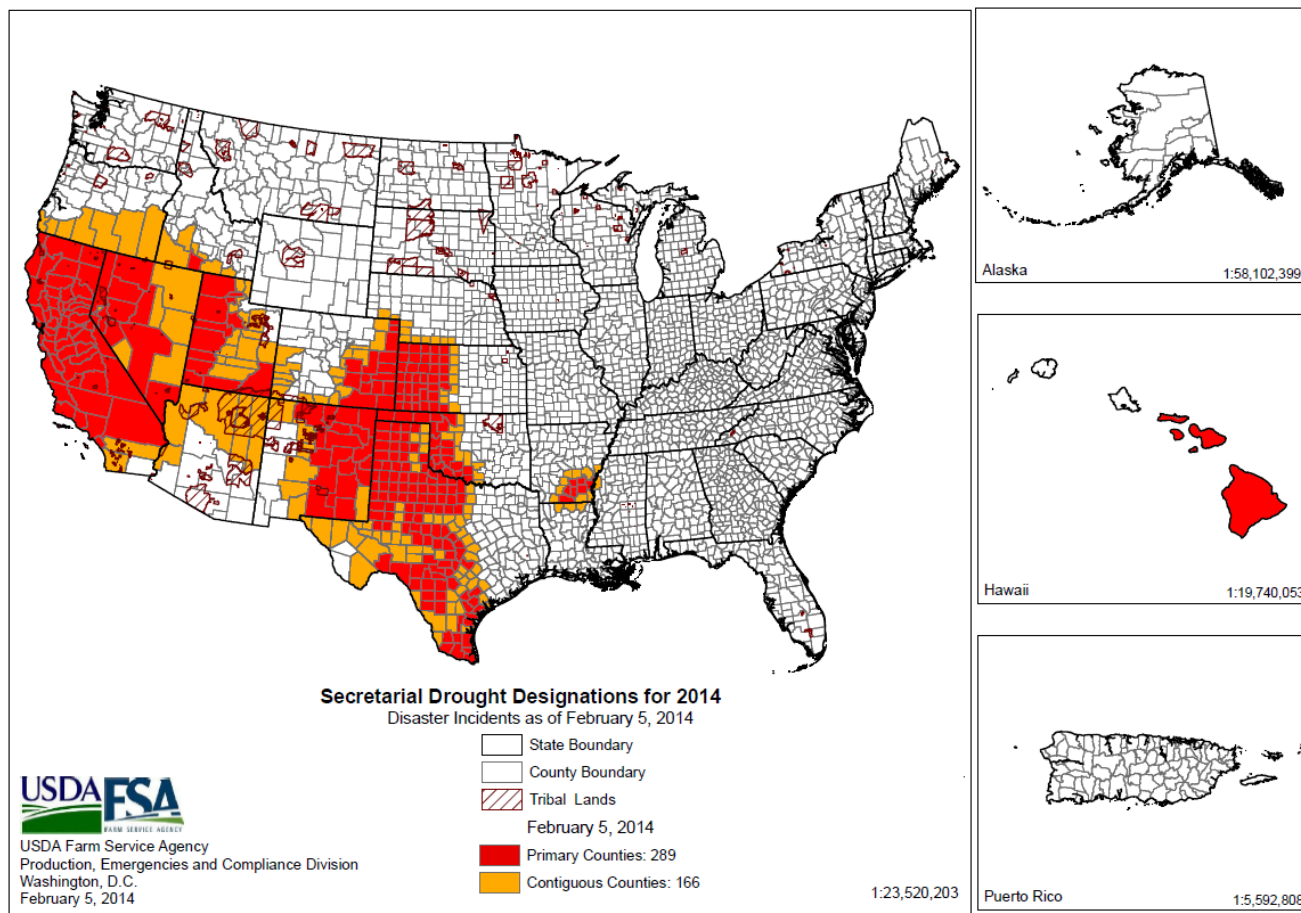 Secretarial Drought Designations for 2014
Disaster Incidents as of February 5, 2014
State Boundary
County Boundary
Tribal Lands
February 5, 2014
Primary Counties: 289
Contiguous Counties: 166
1:23,520,203
USDA FSA
FARM SERVICE AGENCY
USDA Farm Service Agency
Production, Emergencies and Compliance Division
Washington, D.C.
February 5, 2014
Alaska
1:58,102,399
Hawaii
1:19,740,053
Puerto Rico
1:5,592,808